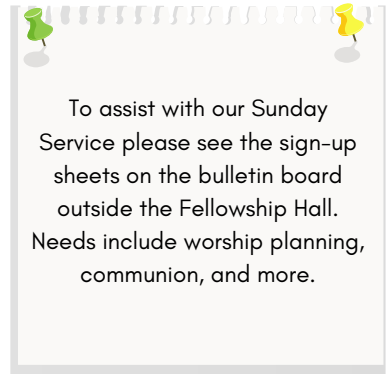 To assist with our Sunday
Service please see the sign-up
sheets on the bulletin board
outside the Fellowship Hall.
Needs include worship planning,
communion, and more.